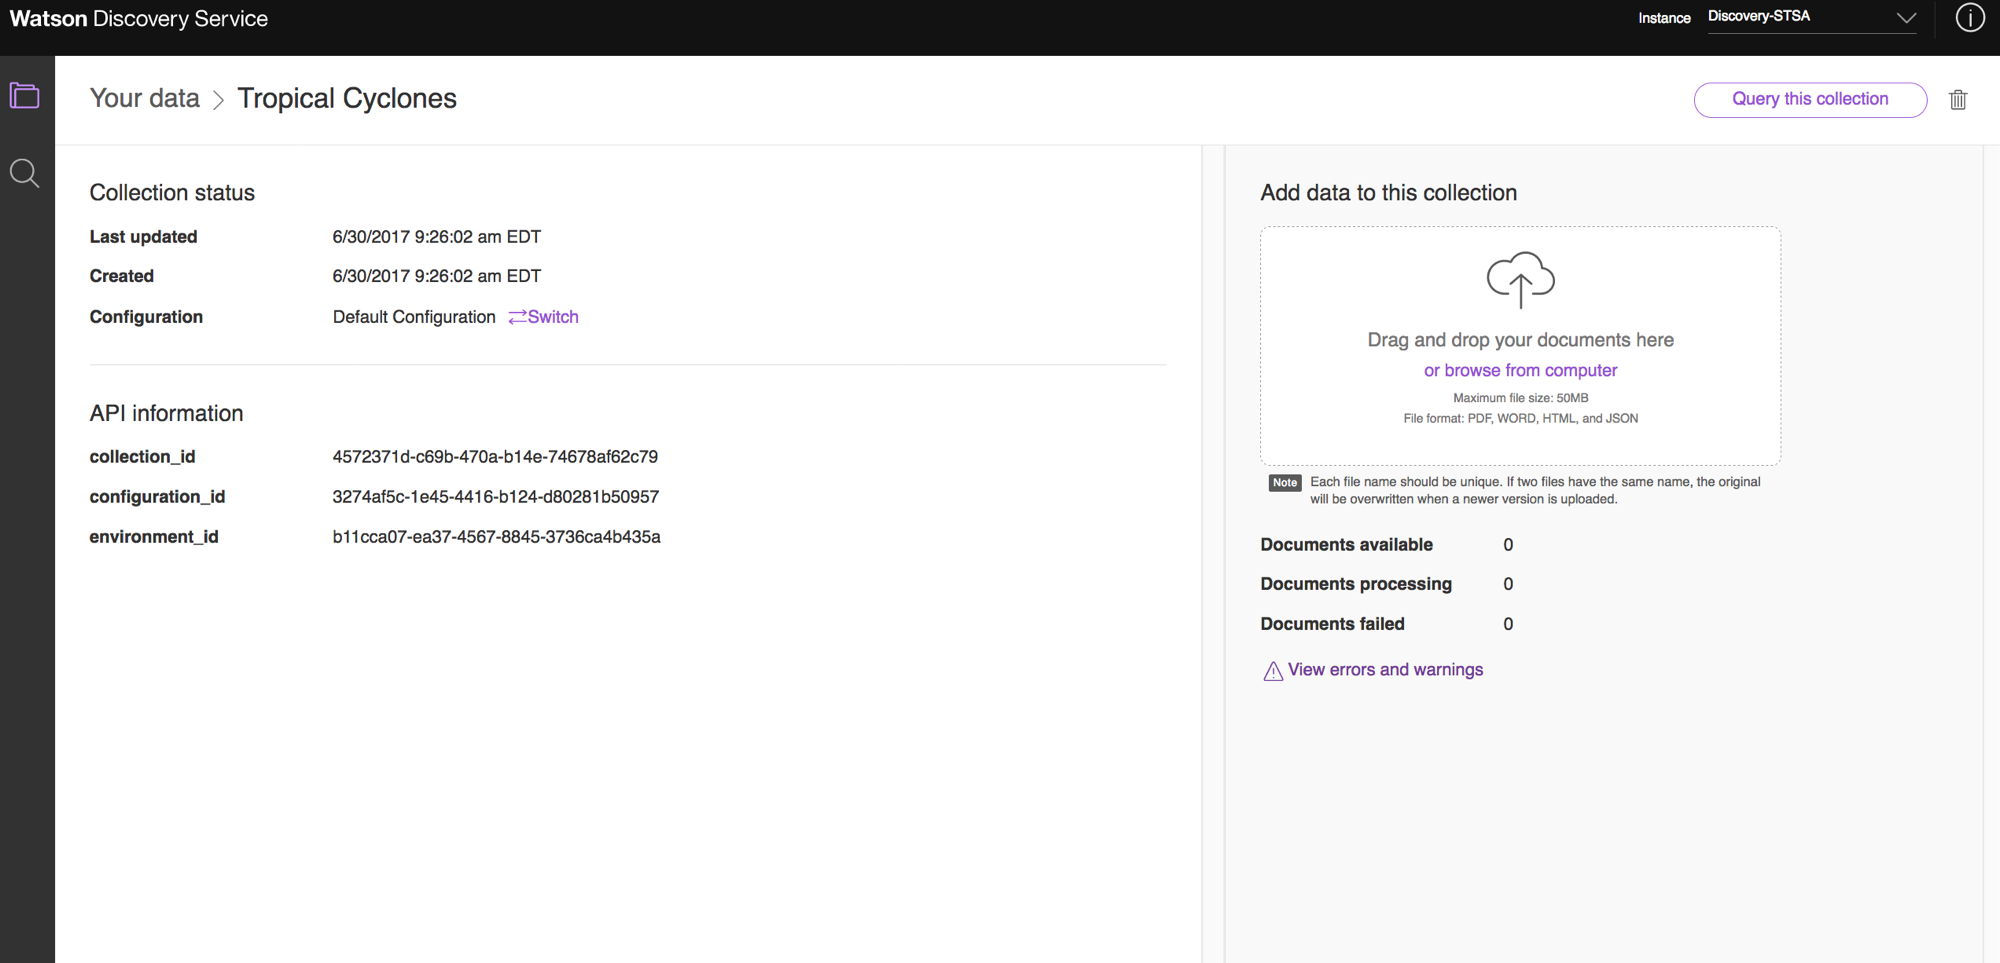 Watson Discovery Service
Instance
Discovery-STSA
Your data
Tropical Cyclones
Query this collection
Collection status
Last updated 6/30/2017 9:26:02 am EDT
Created 6/30/2017 9:26:02 am EDT
Configuration Default Configuration Switch
API information
collection_id 4572371d-c69b-470a-b14e-74678af62c79
configuration_id 3274af5c-1e45-4416-b124-d80281b50957
environment_id b11cca07-ea37-4567-8845-3736ca4b435a
Add data to this collection
Drag and drop your documents here
or browse from computer
Maximum file size: 50MB
File format: PDF, WORD, HTML, and JSON
Note Each file name should be unique. If two files have the same name, the original
will be overwritten when a newer version is uploaded.
Documents available 0
Documents processing 0
Documents failed 0
View errors and warnings